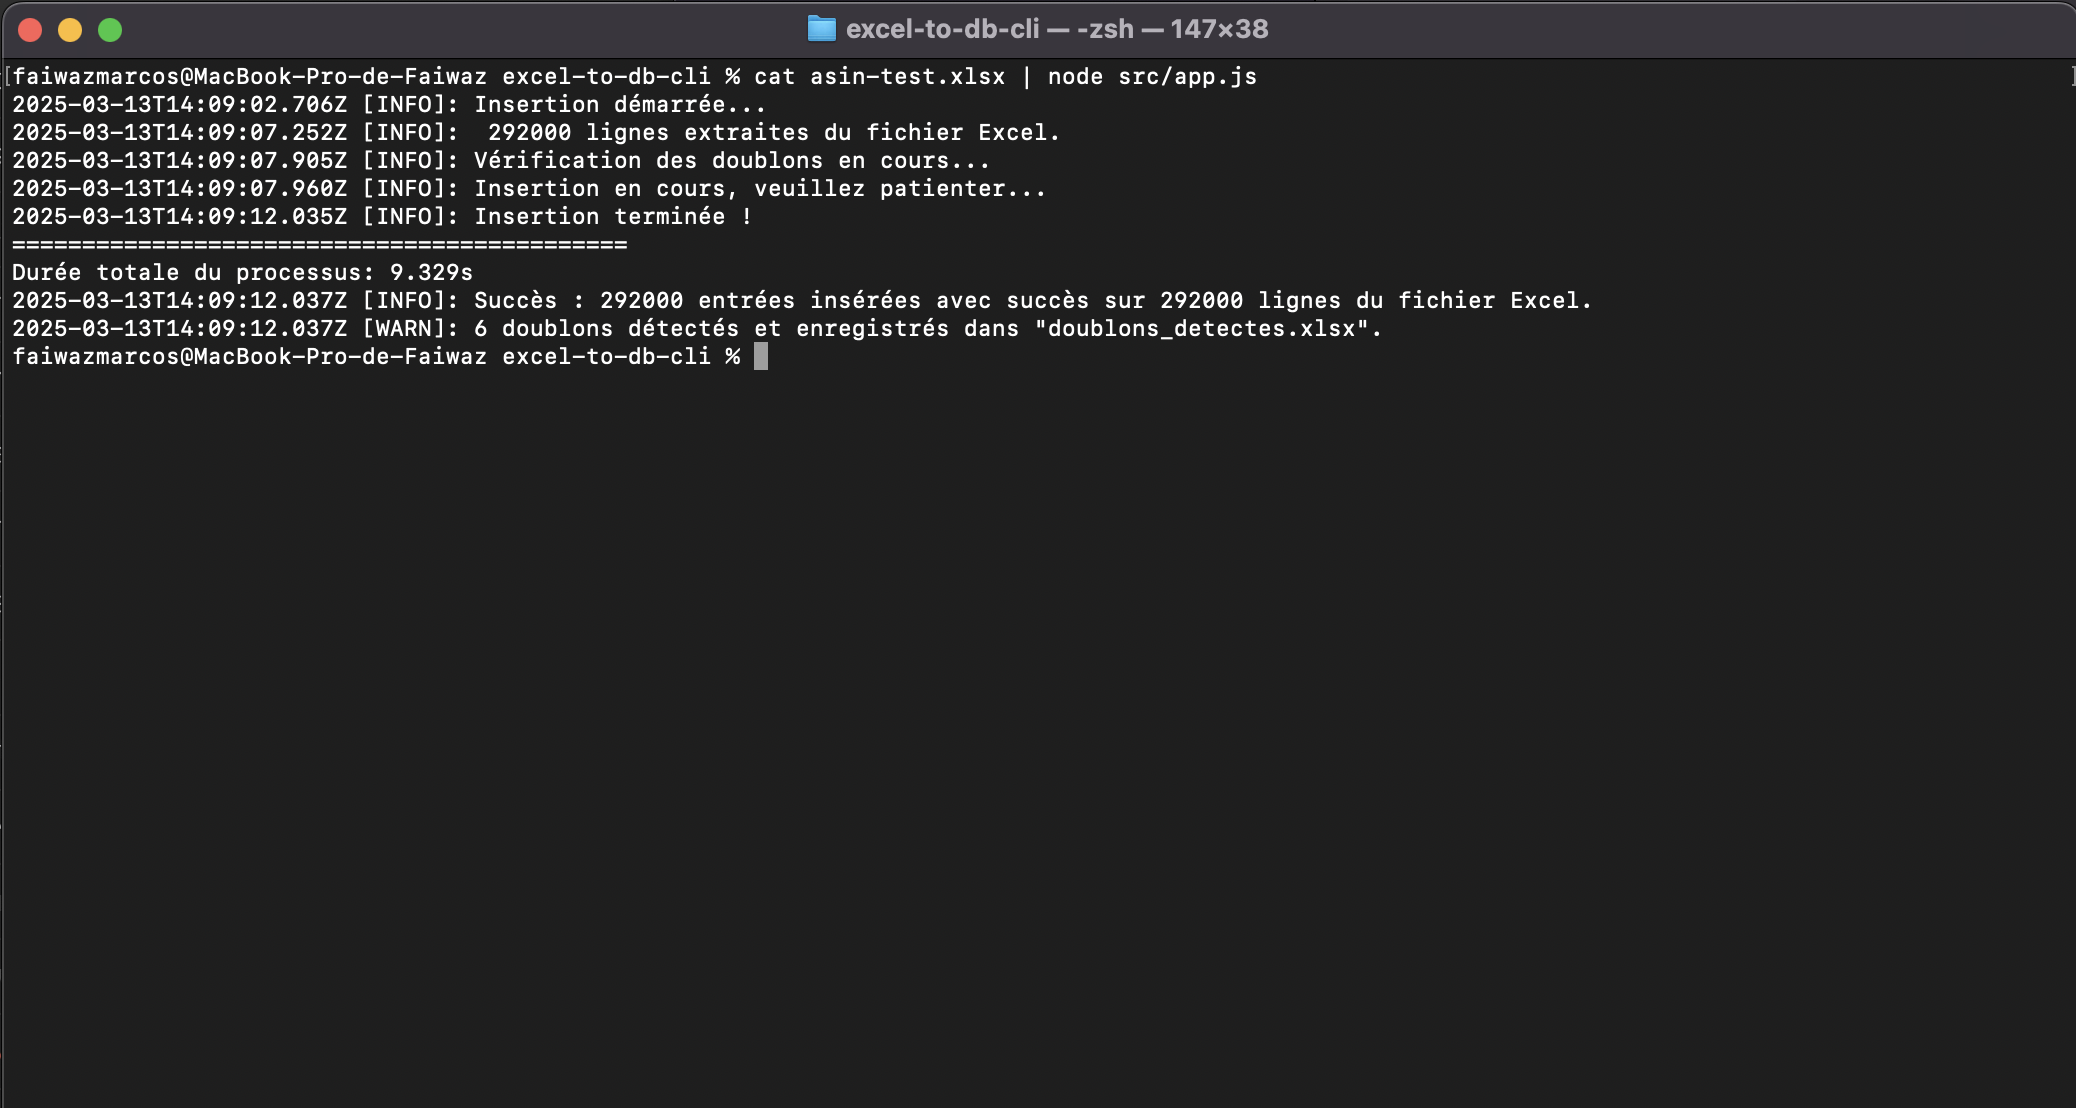 excel-to-db-cli — -zsh — 147×38
[faiwazmarcos@MacBook-Pro-de-Faiwaz excel-to-db-cli % cat asin-test.xlsx | node src/app.js ]
2025-03-13T14:09:02.706Z [INFO]: Insertion démarrée...
2025-03-13T14:09:07.252Z [INFO]:  292000 lignes extraites du fichier Excel.
2025-03-13T14:09:07.905Z [INFO]: Vérification des doublons en cours...
2025-03-13T14:09:07.960Z [INFO]: Insertion en cours, veuillez patienter...
2025-03-13T14:09:12.035Z [INFO]: Insertion terminée !
============================================
Durée totale du processus: 9.329s
2025-03-13T14:09:12.037Z [INFO]: Succès : 292000 entrées insérées avec succès sur 292000 lignes du fichier Excel.
2025-03-13T14:09:12.037Z [WARN]: 6 doublons détectés et enregistrés dans "doublons_detectes.xlsx".
faiwazmarcos@MacBook-Pro-de-Faiwaz excel-to-db-cli %